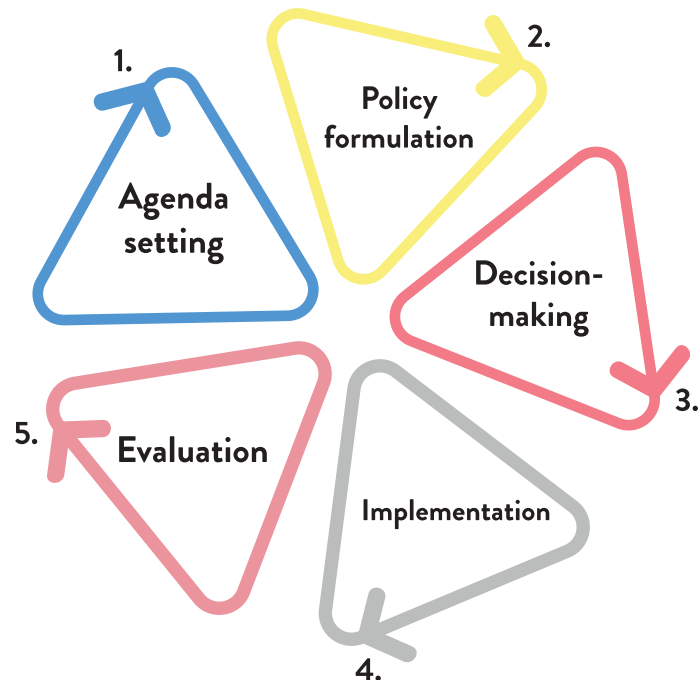 1.
Agenda
setting
2.
Policy
formulation
Decision-
making
3.
Implementation
4.
5.
Evaluation